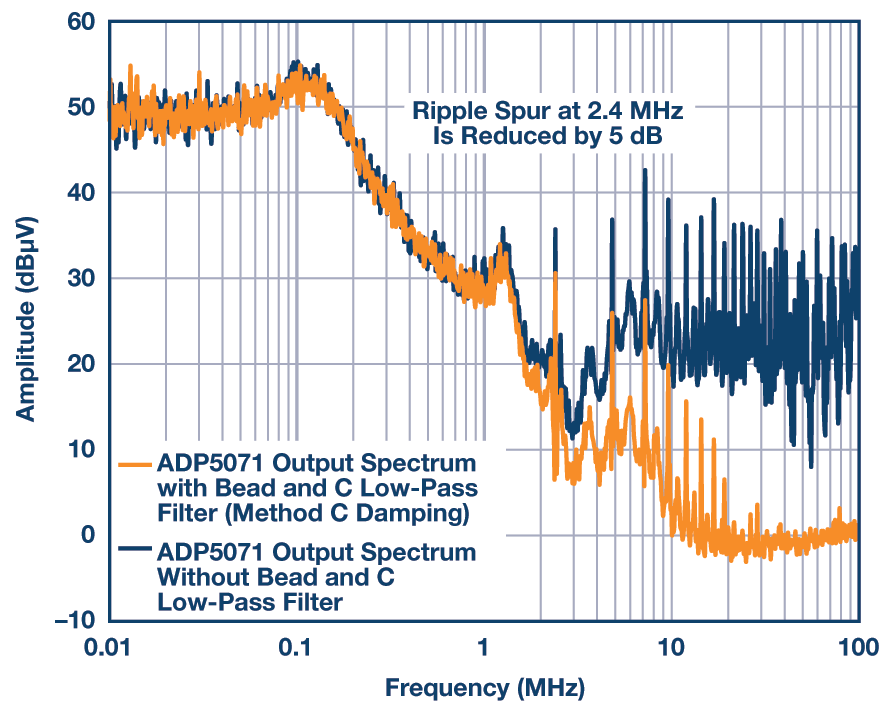 60
50
40
30
20
10
0
–10
Amplitude (dBµV)
Ripple Spur at 2.4 MHz
Is Reduced by 5 dB
ADP5071 Output Spectrum
with Bead and C Low-Pass
Filter (Method C Damping)
ADP5071 Output Spectrum
Without Bead and C
Low-Pass Filter
0.01 0.1 1 10 100
Frequency (MHz)